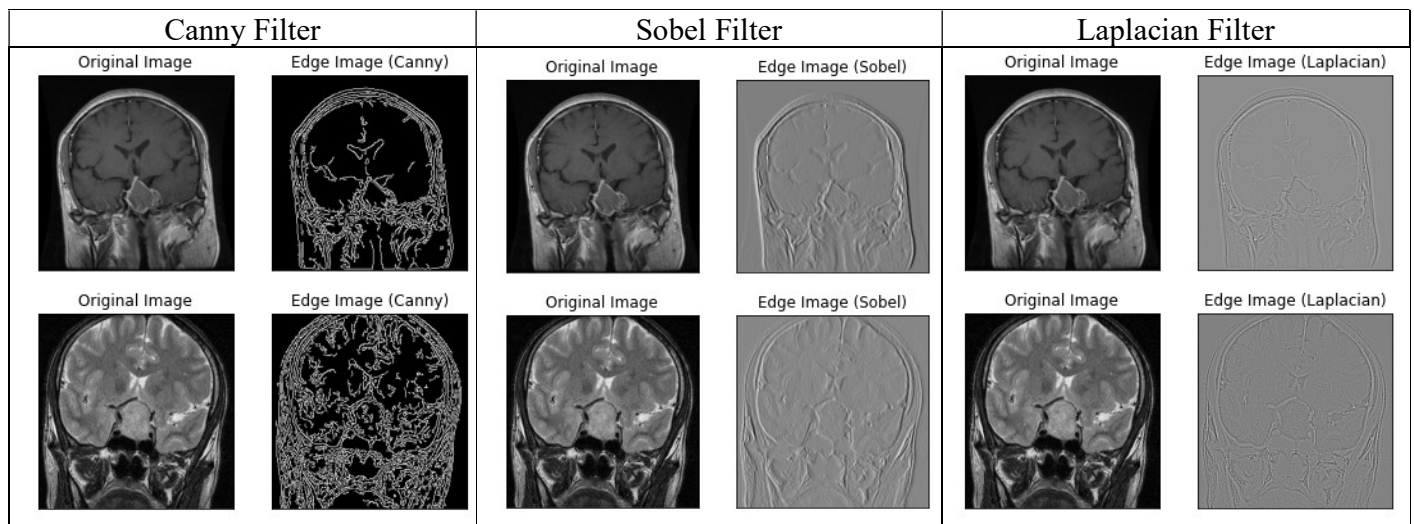 Canny Filter
Sobel Filter
Laplacian Filter
Original Image
Edge Image (Canny)
Original Image
Edge Image (Sobel)
Original Image
Edge Image (Laplacian)
Original Image
Edge Image (Canny)
Original Image
Edge Image (Sobel)
Original Image
Edge Image (Laplacian)